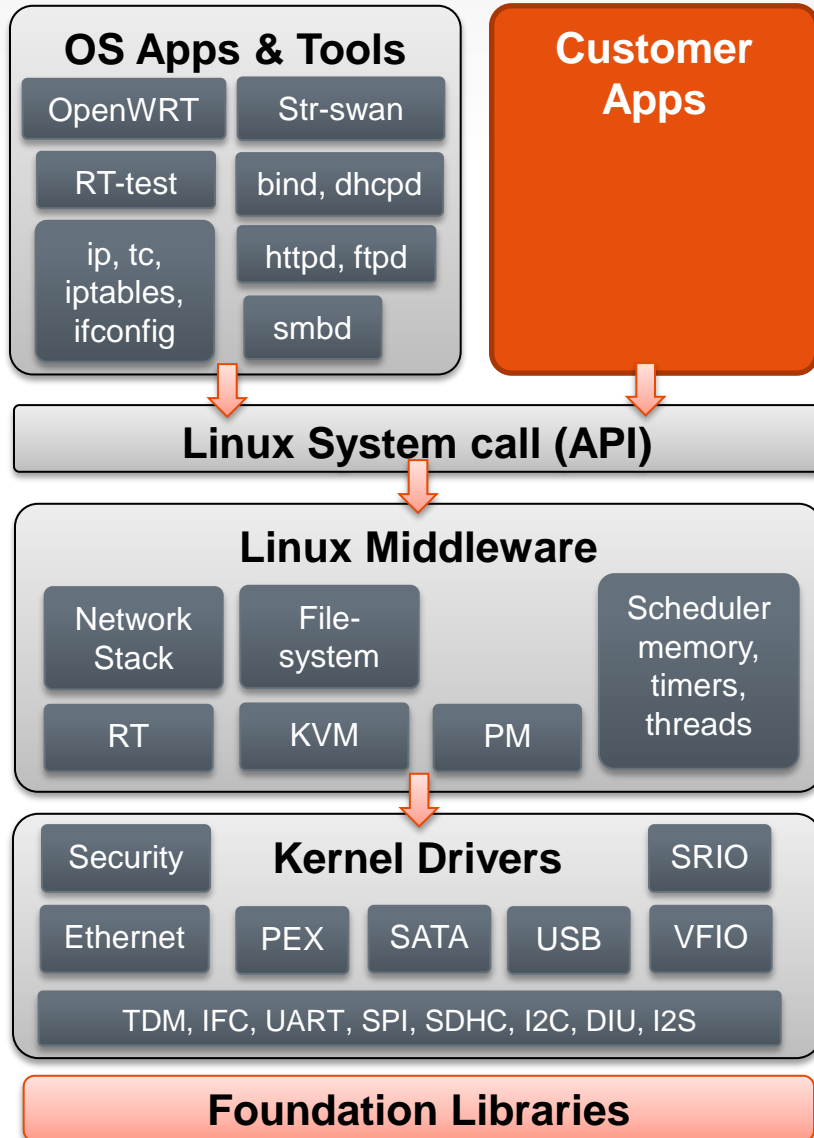 OS Apps & Tools
OpenWRT
Str-swan
RT-test
bind, dhcpd
ip, tc,
iptables,
ifconfig
httpd, ftpd
smbd
Customer
Apps
Linux System call (API)
Linux Middleware
Network
Stack
File-
system
Scheduler
memory,
timers,
threads
RT
KVM
PM
Kernel Drivers
Security
SRIO
Ethernet
PEX
SATA
USB
VFIO
TDM, IFC, UART, SPI, SDHC, I2C, DIU, I2S
Foundation Libraries